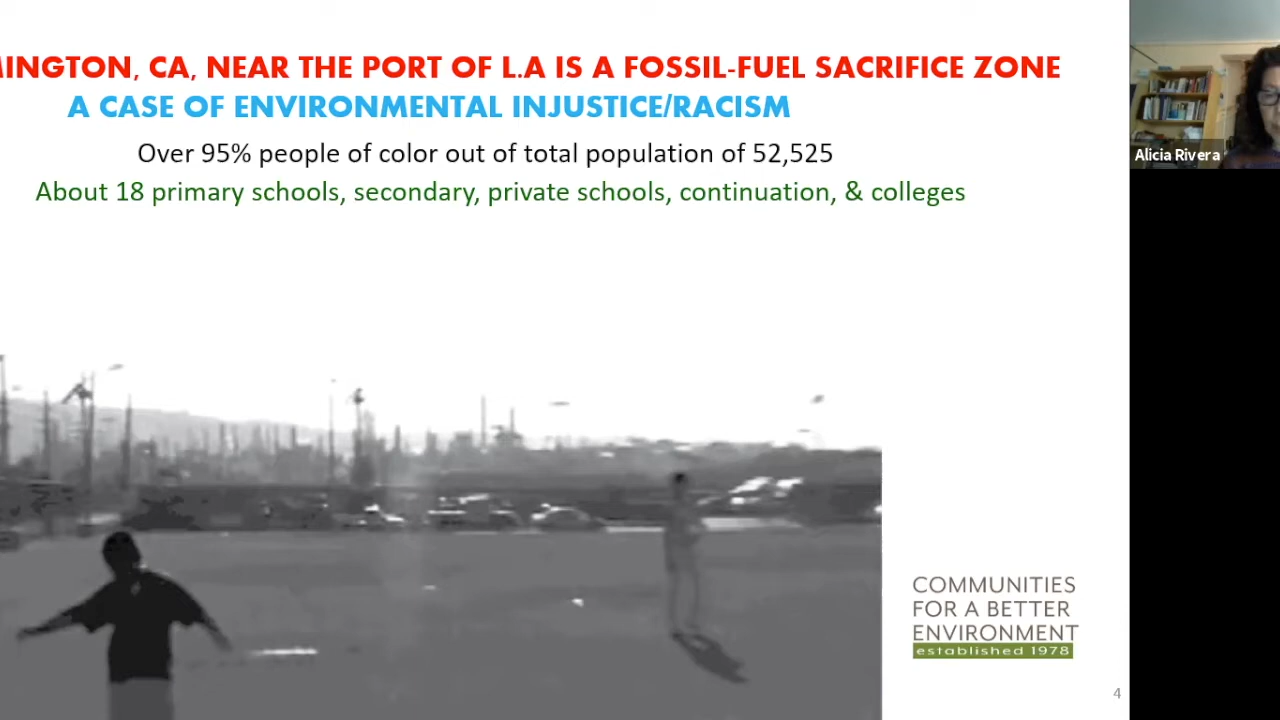 MINGTON, CA, NEAR THE PORT OF L.A IS A FOSSIL-FUEL SACRIFICE ZONE
A CASE OF ENVIRONMENTAL INJUSTICE/RACISM
Over 95% people of color out of total population of 52,525
About 18 primary schools, secondary, private schools, continuation, & colleges
Alicia Rivera
COMMUNITIES
FOR A BETTER
ENVIRONMENT
established 1978
4